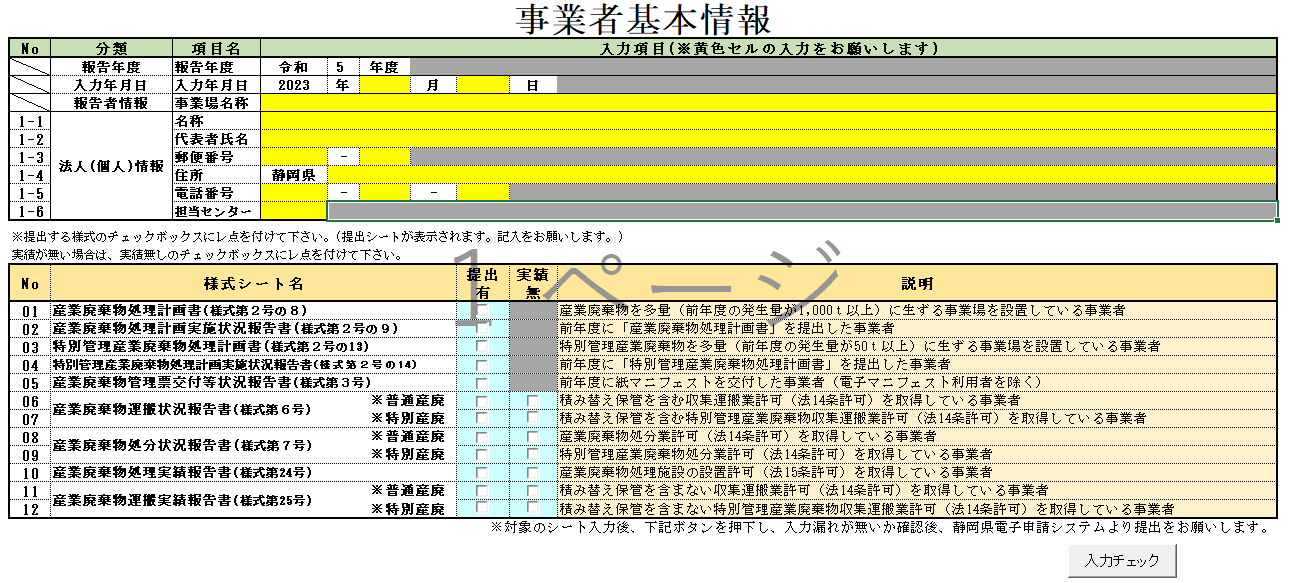 事業者基本情報
No 分類 項目名 入力項目(※黄色セルの入力をお願いします)
報告年度 報告年度 令和 5 年度
入力年月日 入力年月日 2023 年 月 日
報告者情報 事業場名称
1-1 名称
1-2 代表者氏名
法人(個人)情報
1-3 郵便番号 -
1-4 住所 静岡県
1-5 電話番号 - -
1-6 担当センター
※提出する様式のチェックボックスにレ点を付けて下さい。(提出シートが表示されます。記入をお願いします。)
実績が無い場合は、実績無しのチェックボックスにレ点を付けて下さい。
1ページ
No 様式シート名 提出有 実績無 説明
01 産業廃棄物処理計画書(様式第2号の8) 産業廃棄物を多量(前年度の発生量が1,000t以上)に生ずる事業場を設置している事業者
02 産業廃棄物処理計画実施状況報告書(様式第2号の9) 前年度に「産業廃棄物処理計画書」を提出した事業者
03 特別管理産業廃棄物処理計画書(様式第2号の13) 特別管理産業廃棄物を多量(前年度の発生量が50t以上)に生ずる事業場を設置している事業者
04 特別管理産業廃棄物処理計画実施状況報告書(様式第2号の14) 前年度に「特別管理産業廃棄物処理計画書」を提出した事業者
05 産業廃棄物管理票交付等状況報告書(様式第3号) 前年度に紙マニフェストを交付した事業者(電子マニフェスト利用者を除く)
06 産業廃棄物運搬状況報告書(様式第6号) ※普通産廃 積み替え保管を含む収集運搬業許可(法14条許可)を取得している事業者
07 ※特別産廃 積み替え保管を含む特別管理産業廃棄物収集運搬業許可(法14条許可)を取得している事業者
08 産業廃棄物処分状況報告書(様式第7号) ※普通産廃 産業廃棄物処分業許可(法14条許可)を取得している事業者
09 ※特別産廃 特別管理産業廃棄物処分業許可(法14条許可)を取得している事業者
10 産業廃棄物処理実績報告書(様式第24号) 産業廃棄物処理施設の設置許可(法15条許可)を取得している事業者
11 産業廃棄物運搬実績報告書(様式第25号) ※普通産廃 積み替え保管を含まない収集運搬業許可(法14条許可)を取得している事業者
12 ※特別産廃 積み替え保管を含まない特別管理産業廃棄物収集運搬業許可(法14条許可)を取得している事業者
※対象のシート入力後、下記ボタンを押下し、入力漏れが無いか確認後、静岡県電子申請システムより提出をお願いします。
入力チェック